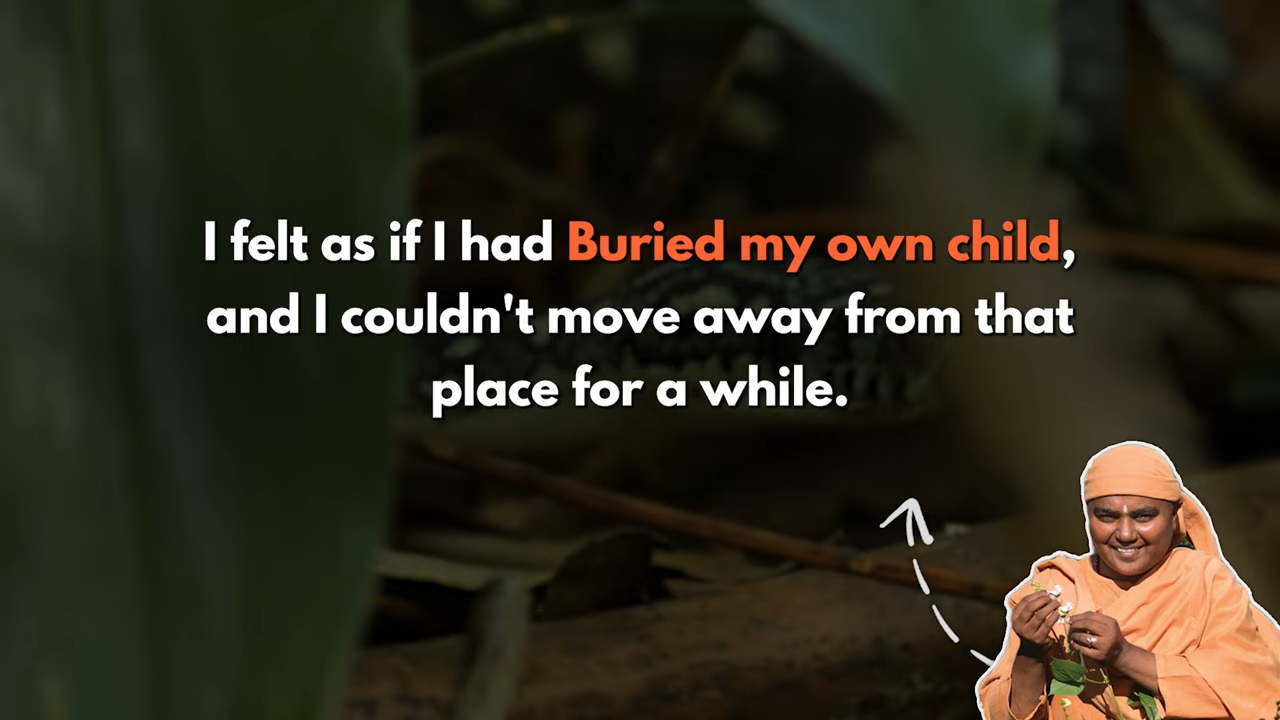 I felt as if I had Buried my own child,
and I couldn't move away from that
place for a while.